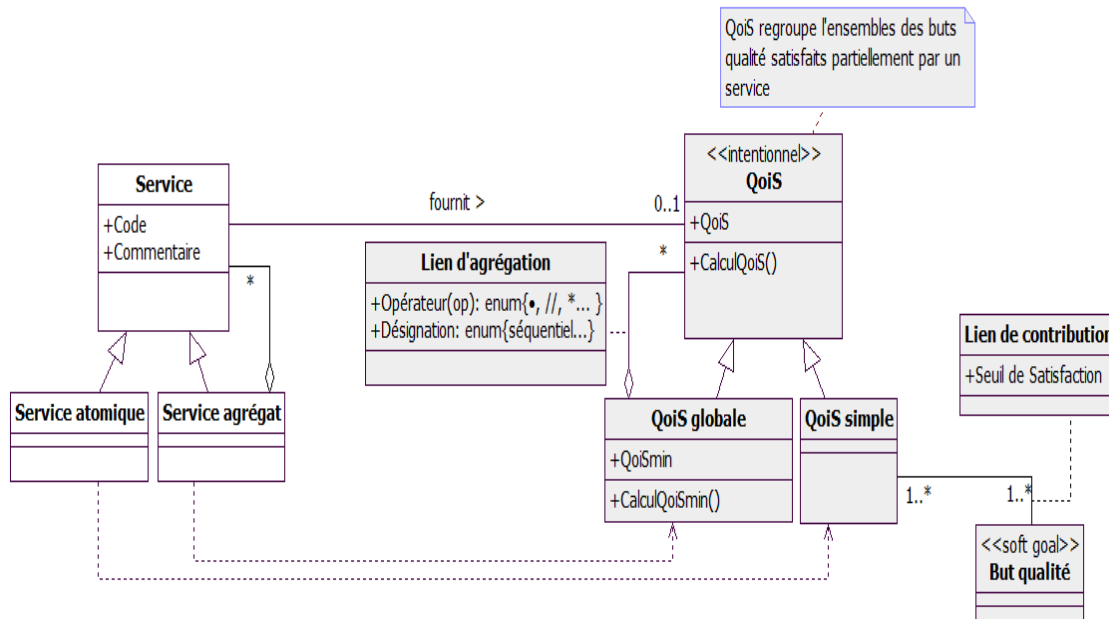 QoiS regroupe l'ensembles des buts
qualité satisfaits partiellement par un
service
<<intentionnel>>
QoiS
+QoiS
+CalculQoiS()
Service
+Code
+Commentaire
fournit >
0..1
*
*
Lien d'agrégation
+Opérateur(op): enum{•, //, *... }
+Désignation: enum{séquentiel...}
Lien de contribution
+Seuil de Satisfaction
Service atomique
Service agrégat
QoiS globale
+QoiSmin
+CalculQoiSmin()
QoiS simple
1..*
1..*
<<soft goal>>
But qualité